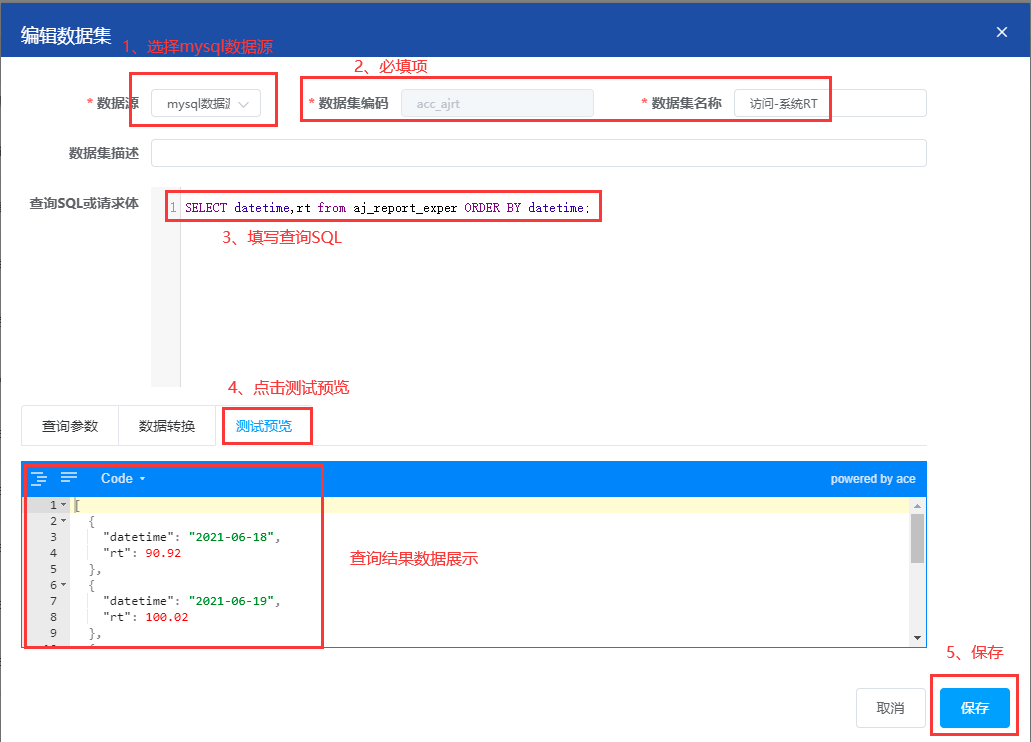 编辑数据集
1、选择mysql数据源
2、必填项
* 数据源 mysql数据源 * 数据集编码 acc_ajrt * 数据集名称 访问-系统RT
数据集描述
查询SQL或请求体
1 SELECT datetime,rt from aj_report_exper ORDER BY datetime;
3、填写查询SQL
4、点击测试预览
查询参数 数据转换 测试预览
Code powered by ace
1 [
2 {
3 "datetime": "2021-06-18",
4 "rt": 90.92
5 },
6 {
7 "datetime": "2021-06-19",
8 "rt": 100.02
9 },
查询结果数据展示
5、保存
取消 保存